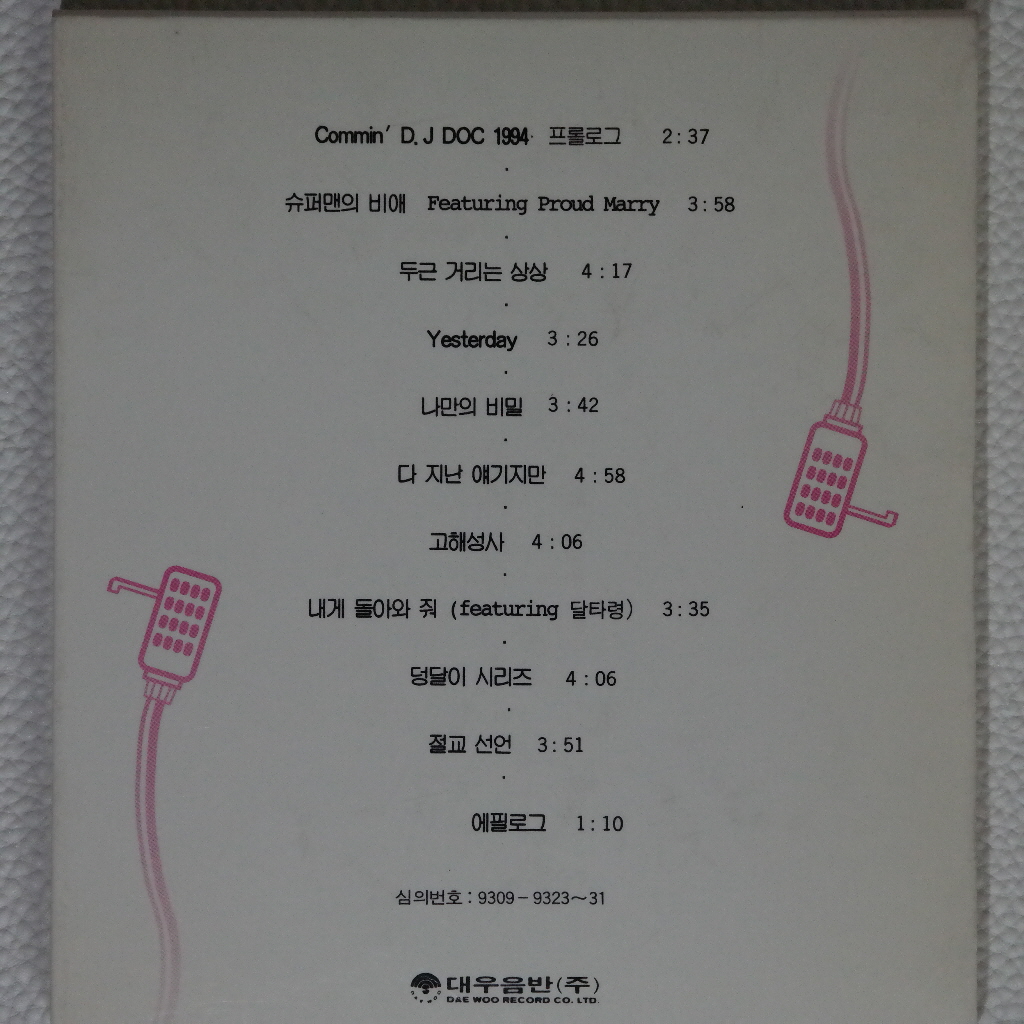 Commin' D.J DOC 1994 프롤로그 2:37
슈퍼맨의 비애 Featuring Proud Marry 3:58
두근 거리는 상상 4:17
Yesterday 3:26
나만의 비밀 3:42
다 지난 얘기지만 4:58
고해성사 4:06
내게 돌아와 줘 (featuring 달타령) 3:35
덩달이 시리즈 4:06
절교 선언 3:51
에필로그 1:10
심의번호 : 9309-9323~31
대우음반(주)
DAE WOO RECORD CO. LTD.